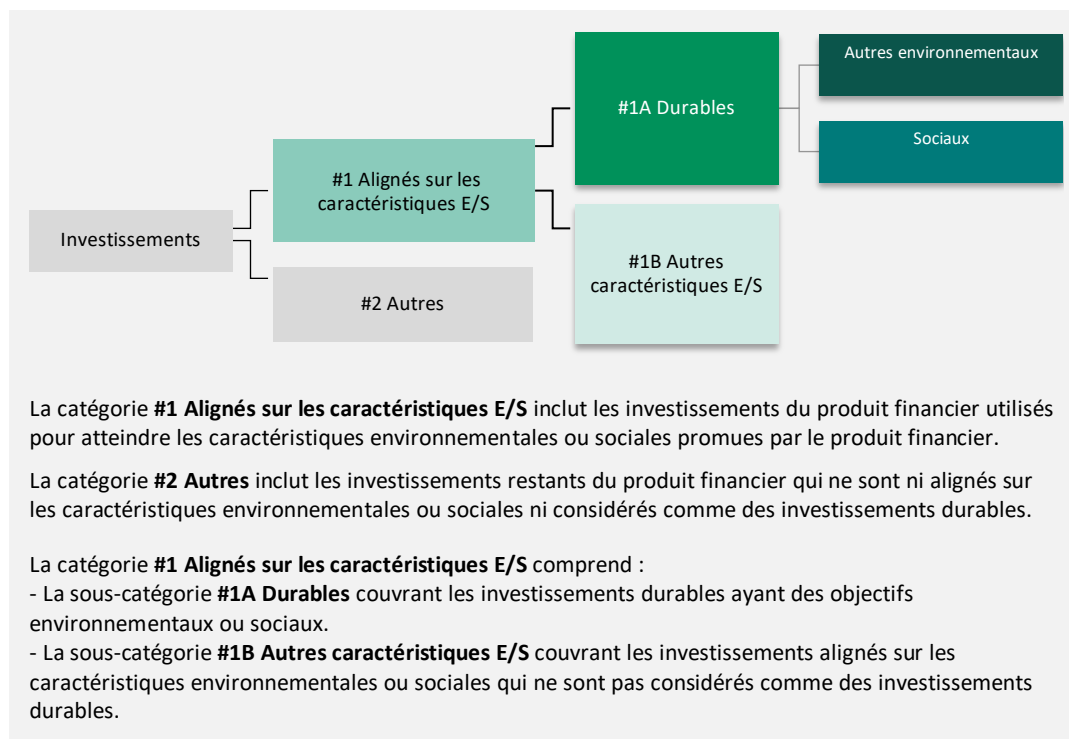 Autres environnementaux
#1A Durables
Sociaux
#1 Alignés sur les
caractéristiques E/S
Investissements
#1B Autres
caractéristiques E/S
#2 Autres
La catégorie #1 Alignés sur les caractéristiques E/S inclut les investissements du produit financier utilisés
pour atteindre les caractéristiques environnementales ou sociales promues par le produit financier.
La catégorie #2 Autres inclut les investissements restants du produit financier qui ne sont ni alignés sur
les caractéristiques environnementales ou sociales ni considérés comme des investissements durables.
La catégorie #1 Alignés sur les caractéristiques E/S comprend :
- La sous-catégorie #1A Durables couvrant les investissements durables ayant des objectifs
environnementaux ou sociaux.
- La sous-catégorie #1B Autres caractéristiques E/S couvrant les investissements alignés sur les
caractéristiques environnementales ou sociales qui ne sont pas considérés comme des investissements
durables.